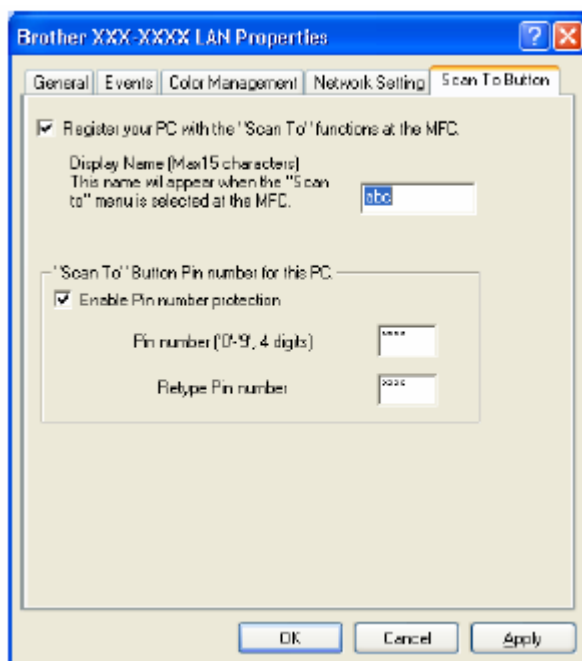 Brother XXX-XXXX LAN Properties
General Events Color Management Network Setting Scan To Button
Register your PC with the "Scan To" functions at the MFC.
Display Name (Max15 characters)
This name will appear when the "Scan
to" menu is selected at the MFC.
abc
"Scan To" Button Pin number for this PC.
Enable Pin number protection
Pin number ('0'-'9', 4 digits)
Retype Pin number
OK Cancel Apply